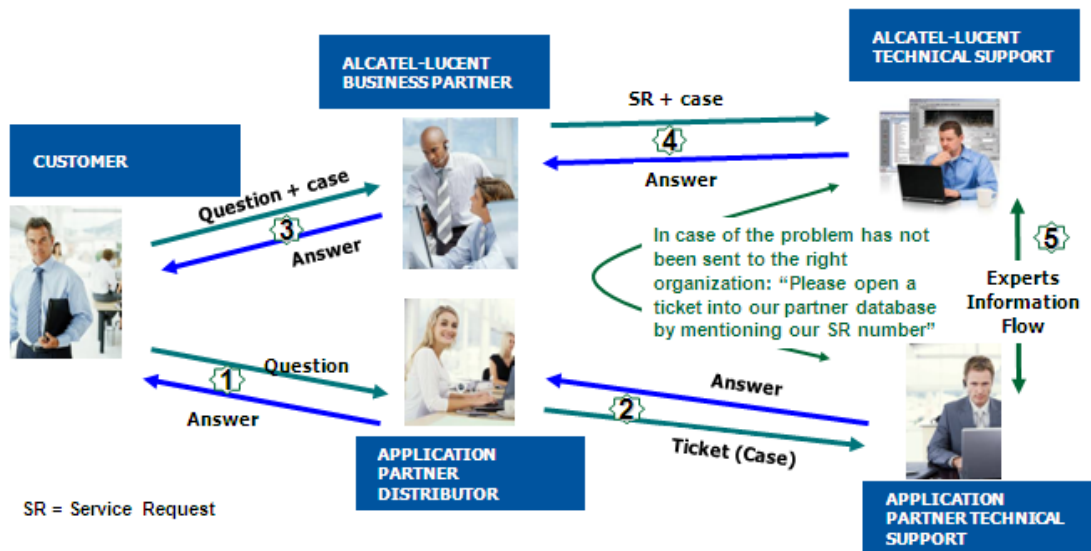 ALCATEL-LUCENT
BUSINESS PARTNER
ALCATEL-LUCENT
TECHNICAL SUPPORT
CUSTOMER
SR + case
4
Answer
Question + case
3
Answer
In case of the problem has not
been sent to the right
organization: “Please open a
ticket into our partner database
by mentioning our SR number”
5
Experts
Information
Flow
Question
1
Answer
Answer
2
Ticket (Case)
APPLICATION
PARTNER
DISTRIBUTOR
APPLICATION
PARTNER TECHNICAL
SUPPORT
SR = Service Request